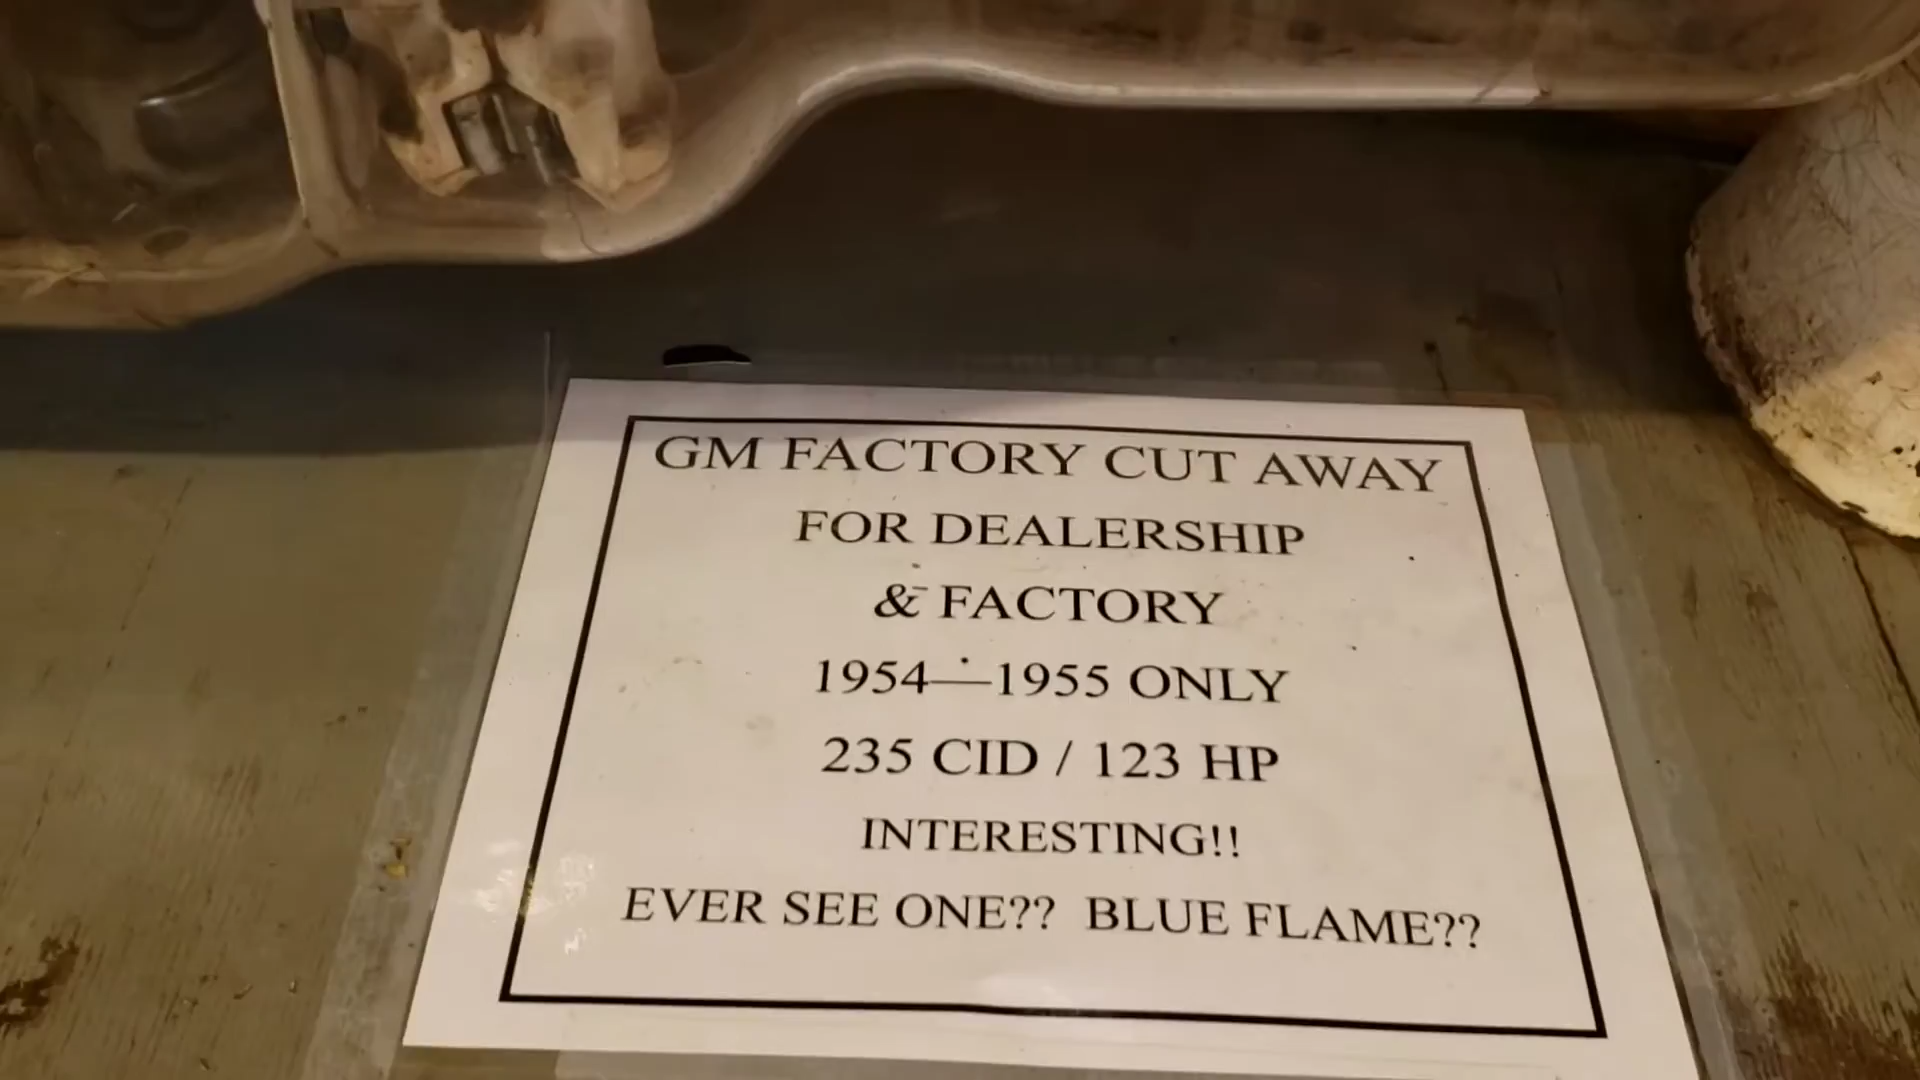 GM FACTORY CUT AWAY
FOR DEALERSHIP
& FACTORY
1954—1955 ONLY
235 CID / 123 HP
INTERESTING!!
EVER SEE ONE?? BLUE FLAME??